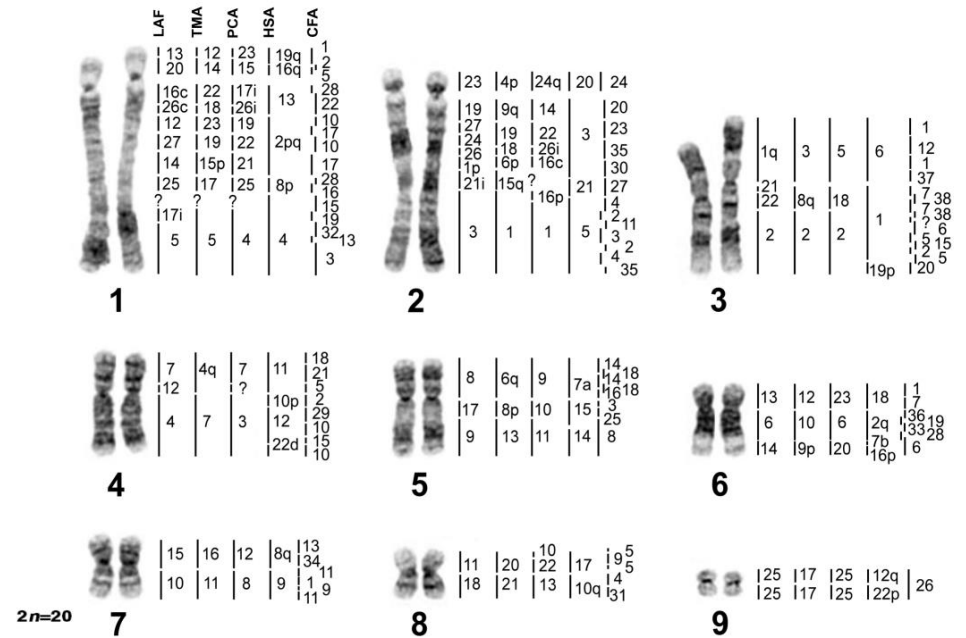 LAF TMA PCA HSA CFA
13 12 23 19q 1
20 14 15 16q 2
5
16c 22 17i 13 28
26c 18 26i 22
12 23 19 10
27 19 22 2pq 17
10
14 15p 21 17
25 17 25 8p 28
16
? ? ? 15
17i 19
5 5 4 4 32 13
3
1
23 4p 24q 20 24
19 9q 14 20
27 19 22 3 23
24 18 26i 35
26 6p 16c 30
1p
21i 15q ? 21 27
16p 4
2 11
3 1 1 5 3 2
4
35
2
1q 3 5 6 1
12
1
37
21 8q 18 7 38
22 7 38
1 ? 6
2 2 2 5 15
2 5
19p 20
3
7 4q 7 11 18
21
12 ? 5
10p 2
4 7 3 12 29
10
22d 15
10
4
8 6q 9 7a 14
14 18
16 18
17 8p 10 15 3
25
9 13 11 14 8
5
13 12 23 18 1
7
6 10 6 2q 36 19
33 28
14 9p 20 7b 6
16p
6
15 16 12 8q 13
34
11
10 11 8 9 1 9
11
7
11 20 10 17 9 5
22 5
18 21 13 10q 4
31
8
25 17 25 12q 26
25 17 25 22p
9
2n=20